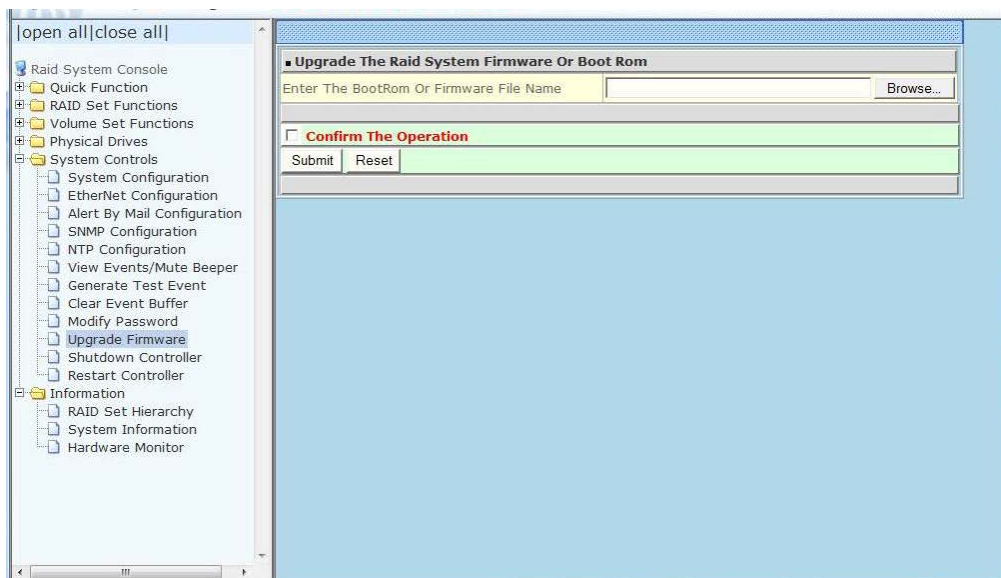 |open all|close all|
Raid System Console
Quick Function
RAID Set Functions
Volume Set Functions
Physical Drives
System Controls
System Configuration
EtherNet Configuration
Alert By Mail Configuration
SNMP Configuration
NTP Configuration
View Events/Mute Beeper
Generate Test Event
Clear Event Buffer
Modify Password
Upgrade Firmware
Shutdown Controller
Restart Controller
Information
RAID Set Hierarchy
System Information
Hardware Monitor
Upgrade The Raid System Firmware Or Boot Rom
Enter The BootRom Or Firmware File Name
Browse...
Confirm The Operation
Submit Reset